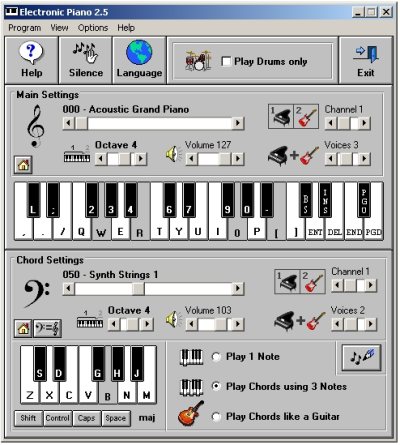 Electronic Piano 2.5
Program View Options Help
Help Silence Language Play Drums only Exit
Main Settings
000 - Acoustic Grand Piano
1 2
Channel 1
1 2
Octave 4 Volume 127 Voices 3
L ; 2 3 4 6 7 8 9 0 - BS INS PGU
, . / Q W E R T Y U I O P [ ] ENT DEL END PGD
Chord Settings
050 - Synth Strings 1
1 2
Channel 1
1 2
Octave 4 Volume 103 Voices 2
S D G H J
Z X C V B N M
Play 1 Note
Play Chords using 3 Notes
Play Chords like a Guitar
Shift Control Caps Space maj